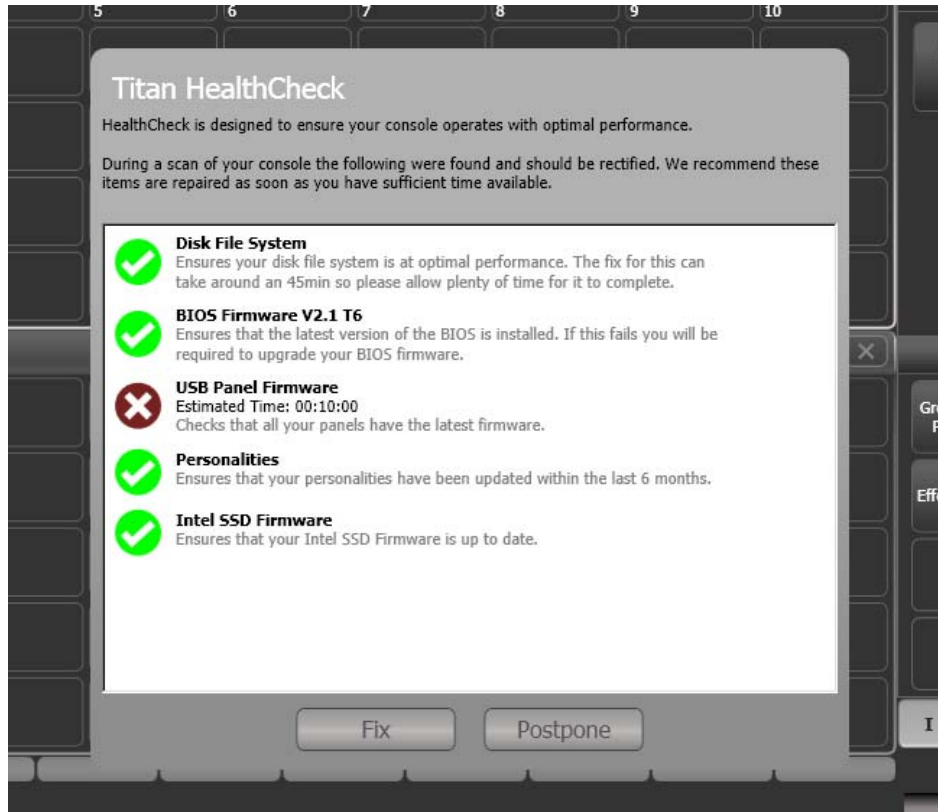 5 6 7 8 9 10
Titan HealthCheck
HealthCheck is designed to ensure your console operates with optimal performance.
During a scan of your console the following were found and should be rectified. We recommend these
items are repaired as soon as you have sufficient time available.
Disk File System
Ensures your disk file system is at optimal performance. The fix for this can
take around an 45min so please allow plenty of time for it to complete.
BIOS Firmware V2.1 T6
Ensures that the latest version of the BIOS is installed. If this fails you will be
required to upgrade your BIOS firmware.
USB Panel Firmware
Estimated Time: 00:10:00
Checks that all your panels have the latest firmware.
Personalities
Ensures that your personalities have been updated within the last 6 months.
Intel SSD Firmware
Ensures that your Intel SSD Firmware is up to date.
Fix Postpone
I